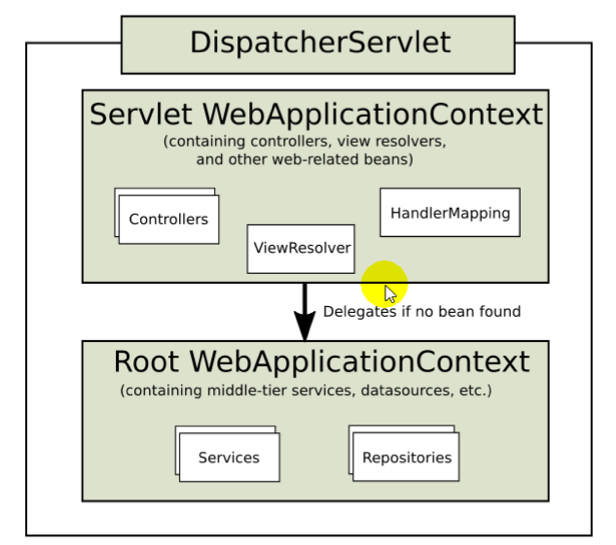 DispatcherServlet
Servlet WebApplicationContext
(containing controllers, view resolvers,
and other web-related beans)
Controllers
HandlerMapping
ViewResolver
Delegates if no bean found
Root WebApplicationContext
(containing middle-tier services, datasources, etc.)
Services
Repositories